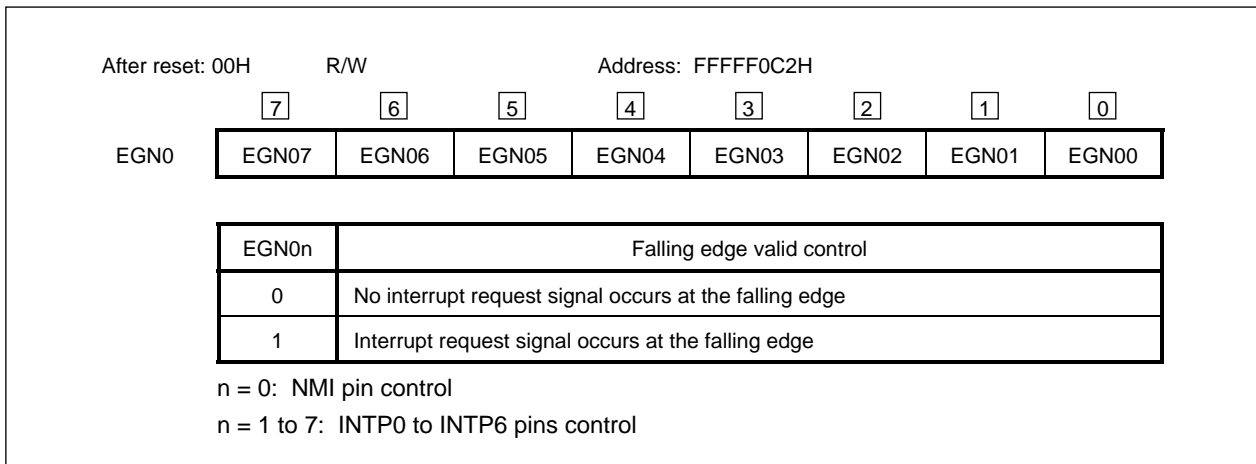 After reset: 00H R/W Address: FFFFF0C2H
7 6 5 4 3 2 1 0
EGN0 EGN07 EGN06 EGN05 EGN04 EGN03 EGN02 EGN01 EGN00
EGN0n Falling edge valid control
0 No interrupt request signal occurs at the falling edge
1 Interrupt request signal occurs at the falling edge
n = 0: NMI pin control
n = 1 to 7: INTP0 to INTP6 pins control